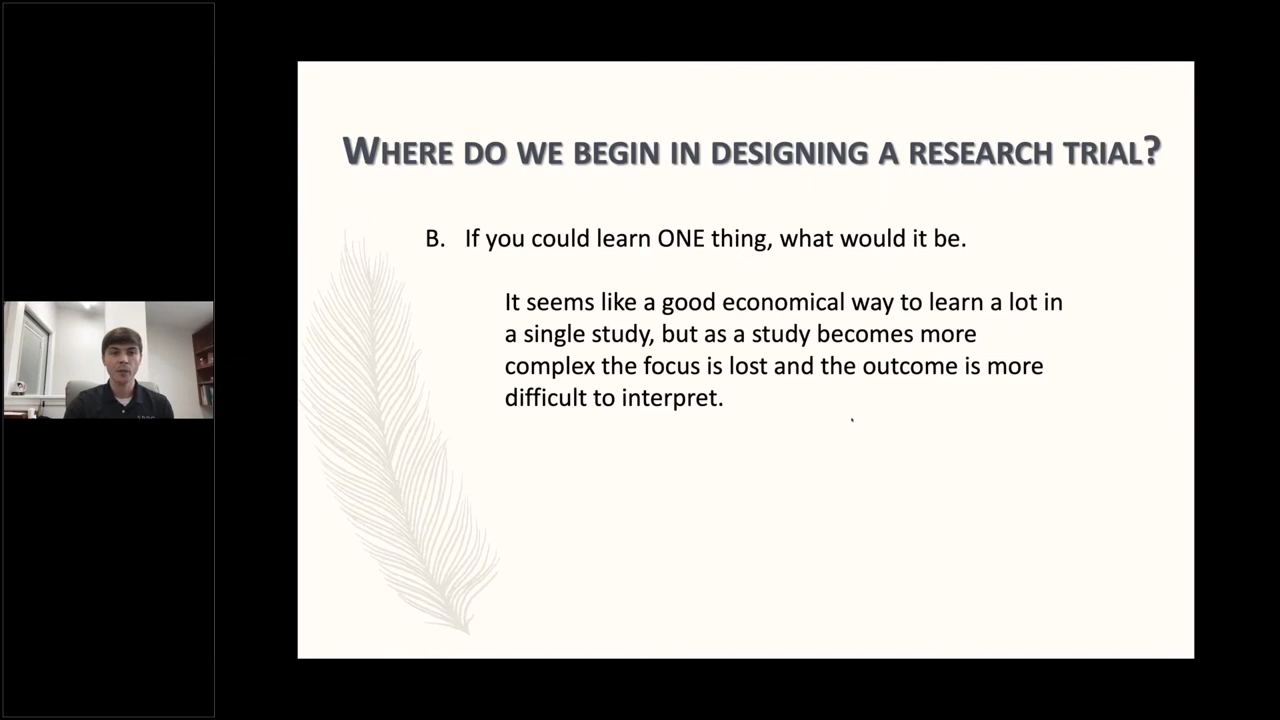 WHERE DO WE BEGIN IN DESIGNING A RESEARCH TRIAL?
B. If you could learn ONE thing, what would it be.
It seems like a good economical way to learn a lot in
a single study, but as a study becomes more
complex the focus is lost and the outcome is more
difficult to interpret.